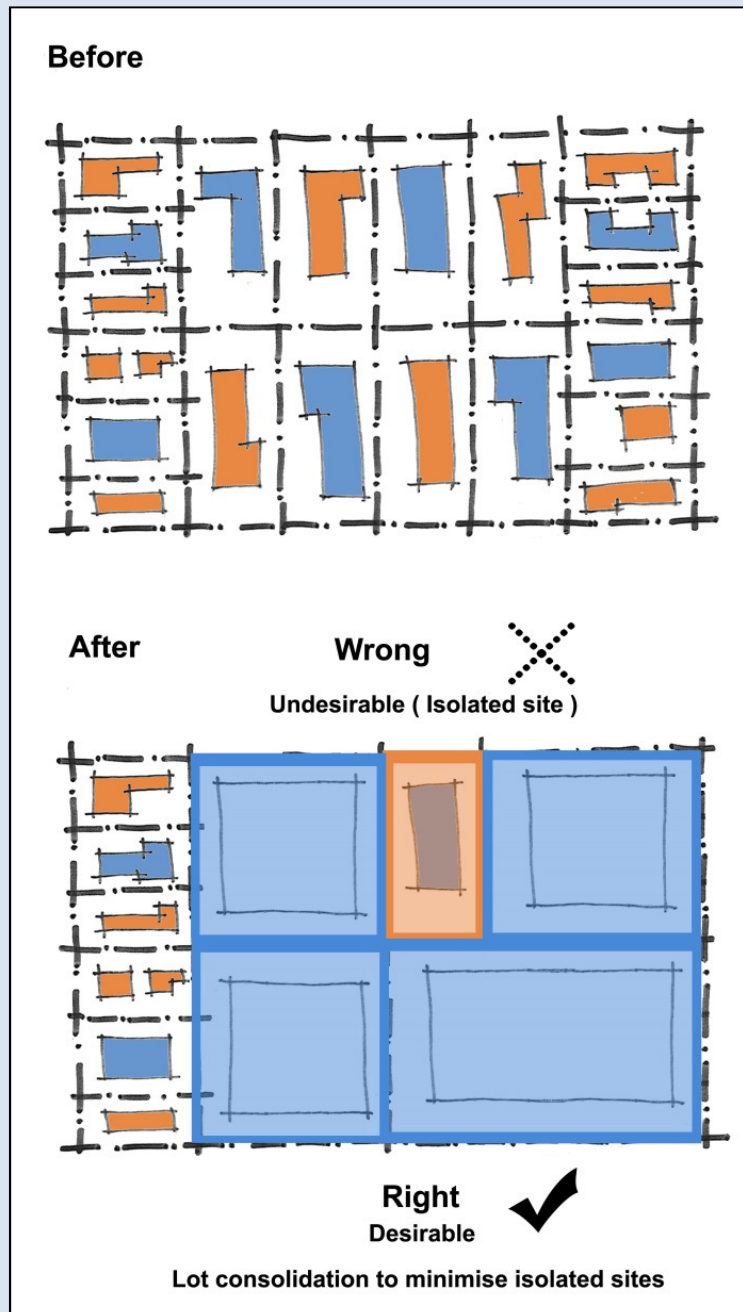 Before
After
Wrong
Undesirable ( Isolated site )
Right
Desirable
Lot consolidation to minimise isolated sites